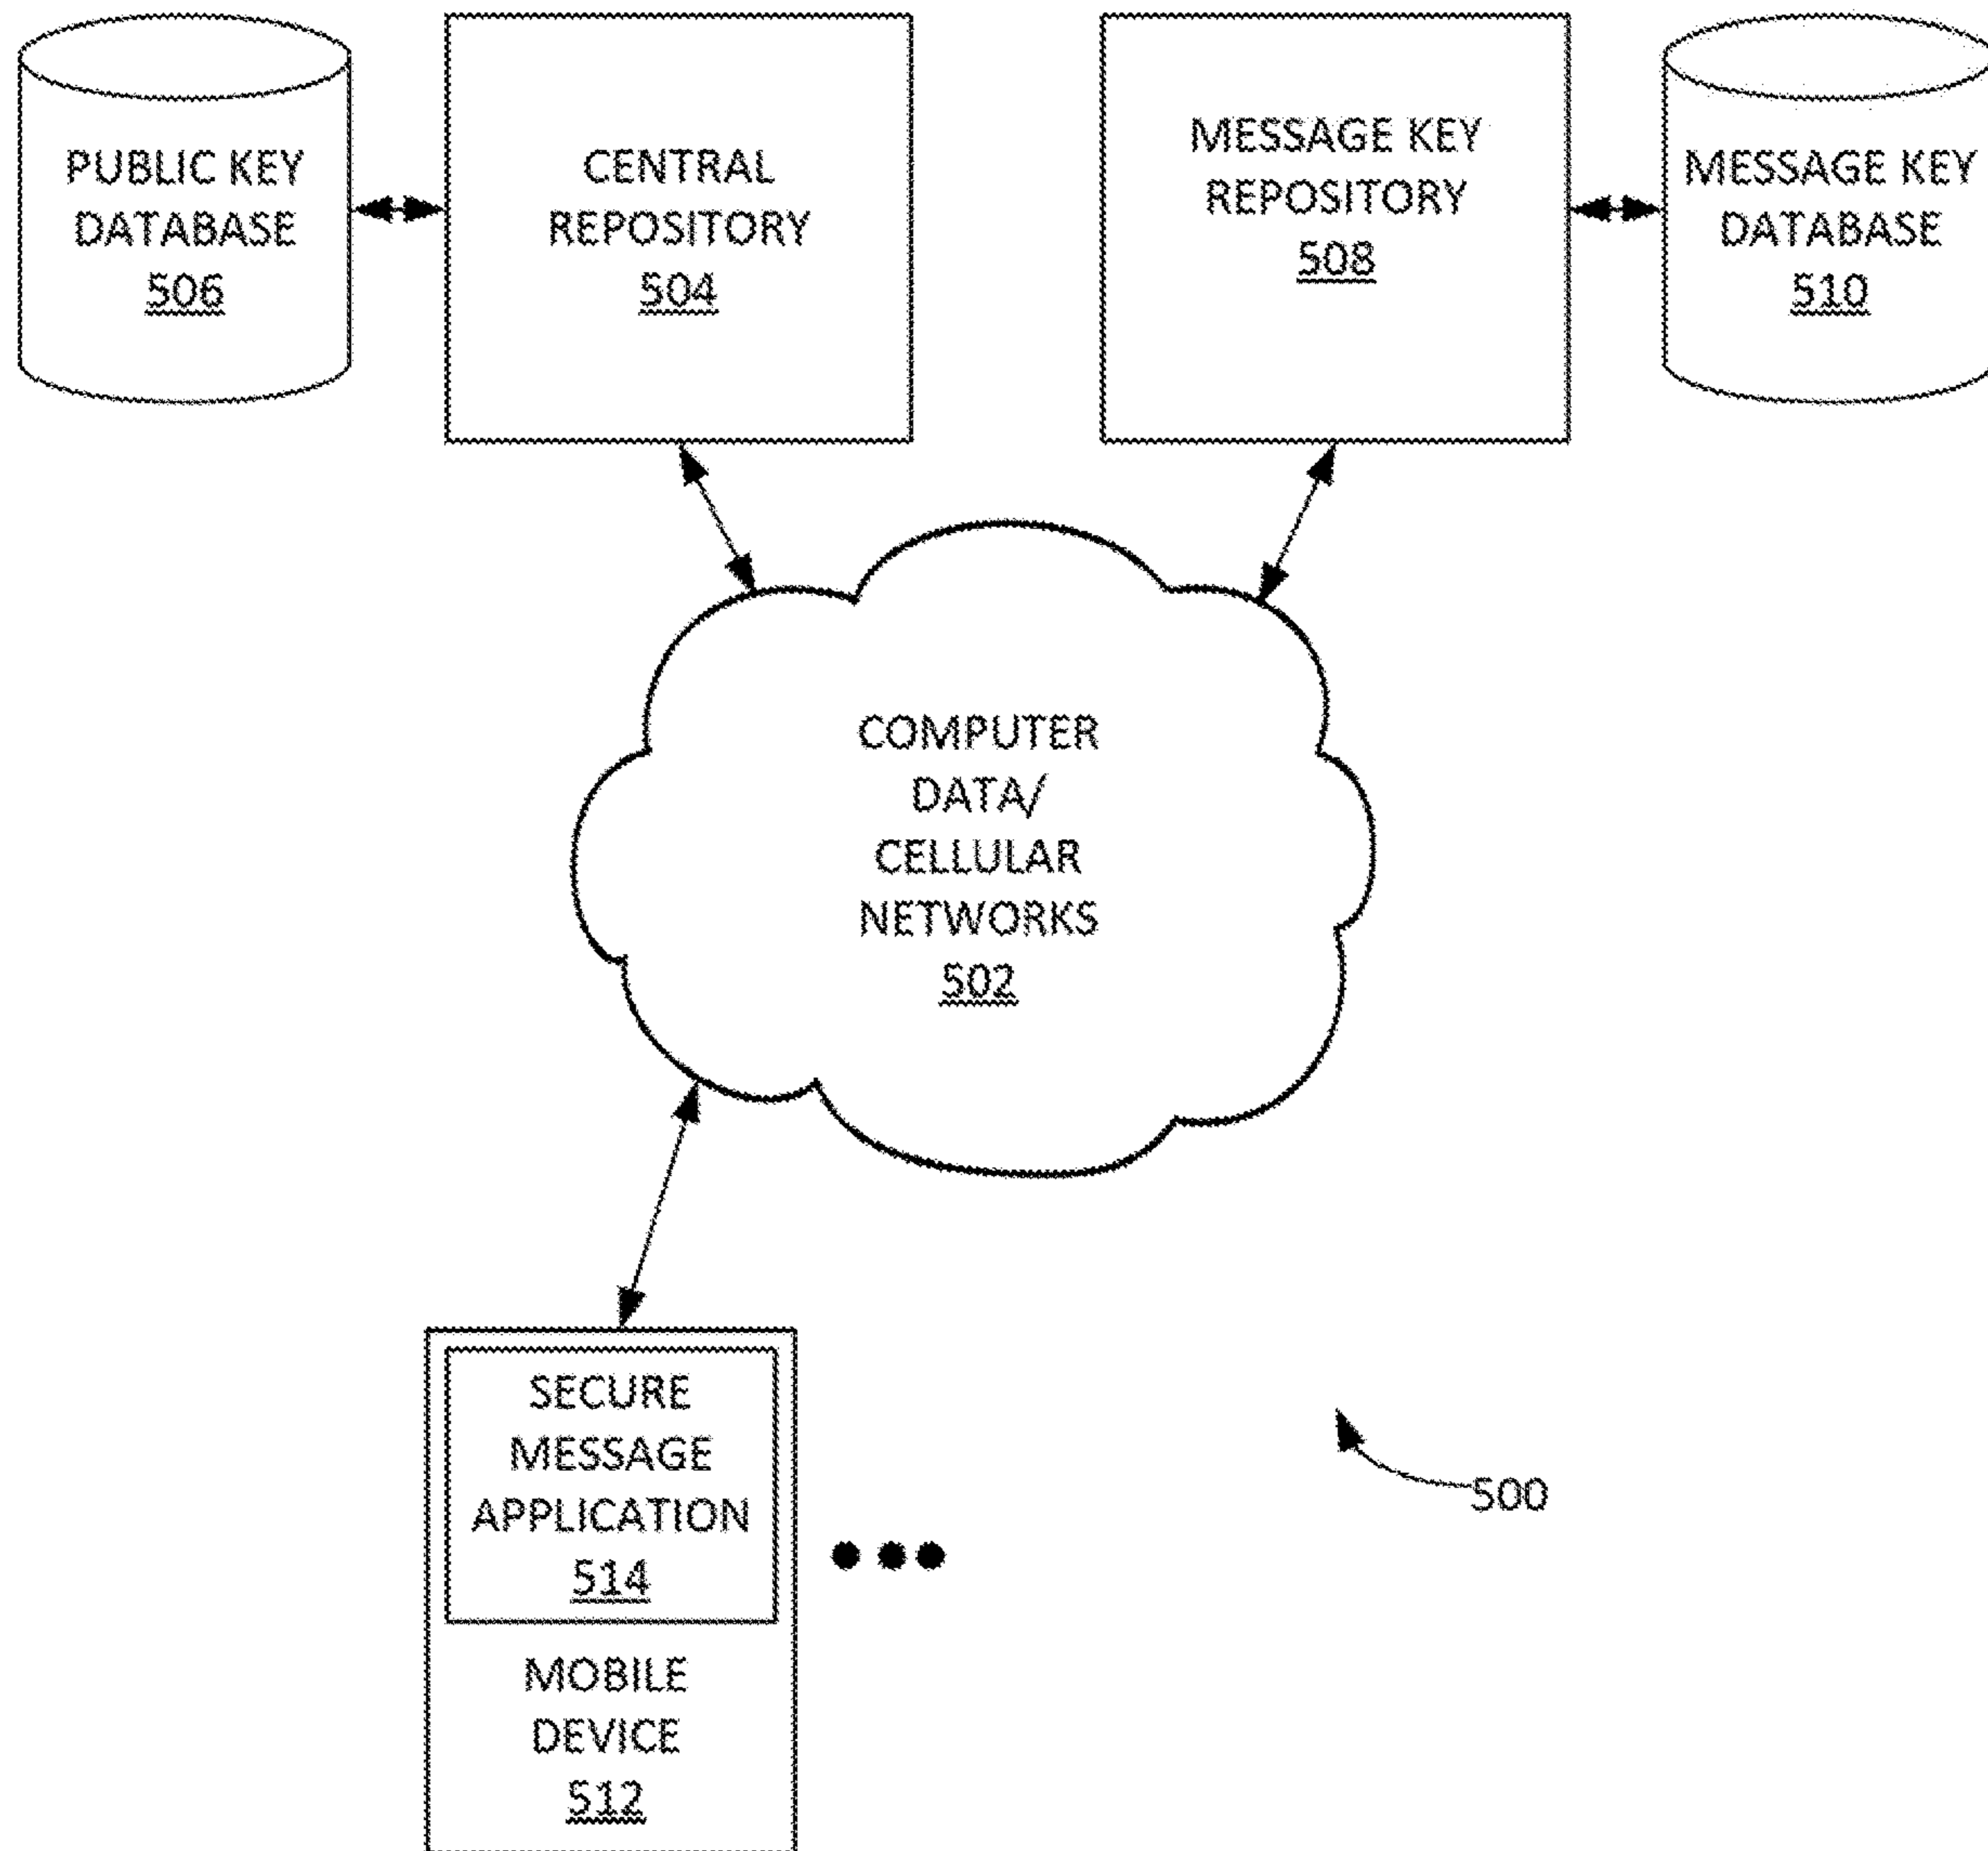 PUBLIC KEY
DATABASE
506
CENTRAL
REPOSITORY
504
MESSAGE KEY
REPOSITORY
508
MESSAGE KEY
DATABASE
510
COMPUTER
DATA/
CELLULAR
NETWORKS
502
SECURE
MESSAGE
APPLICATION
514
MOBILE
DEVICE
512
500